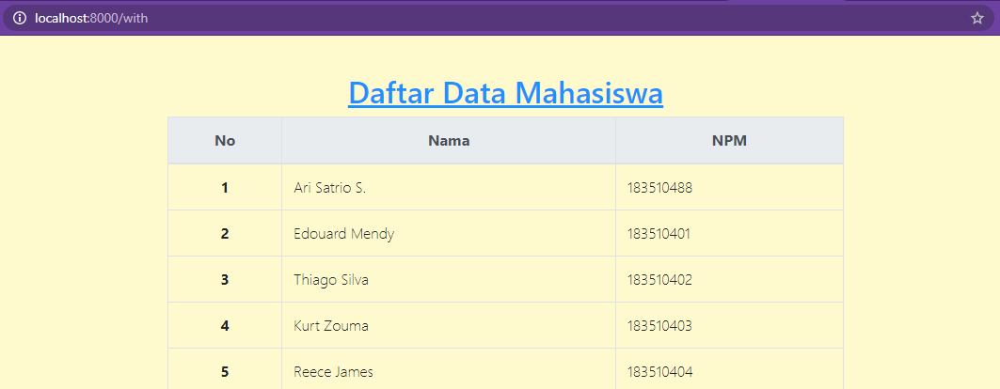 localhost:8000/with
Daftar Data Mahasiswa
No Nama NPM
1 Ari Satrio S. 183510488
2 Edouard Mendy 183510401
3 Thiago Silva 183510402
4 Kurt Zouma 183510403
5 Reece James 183510404